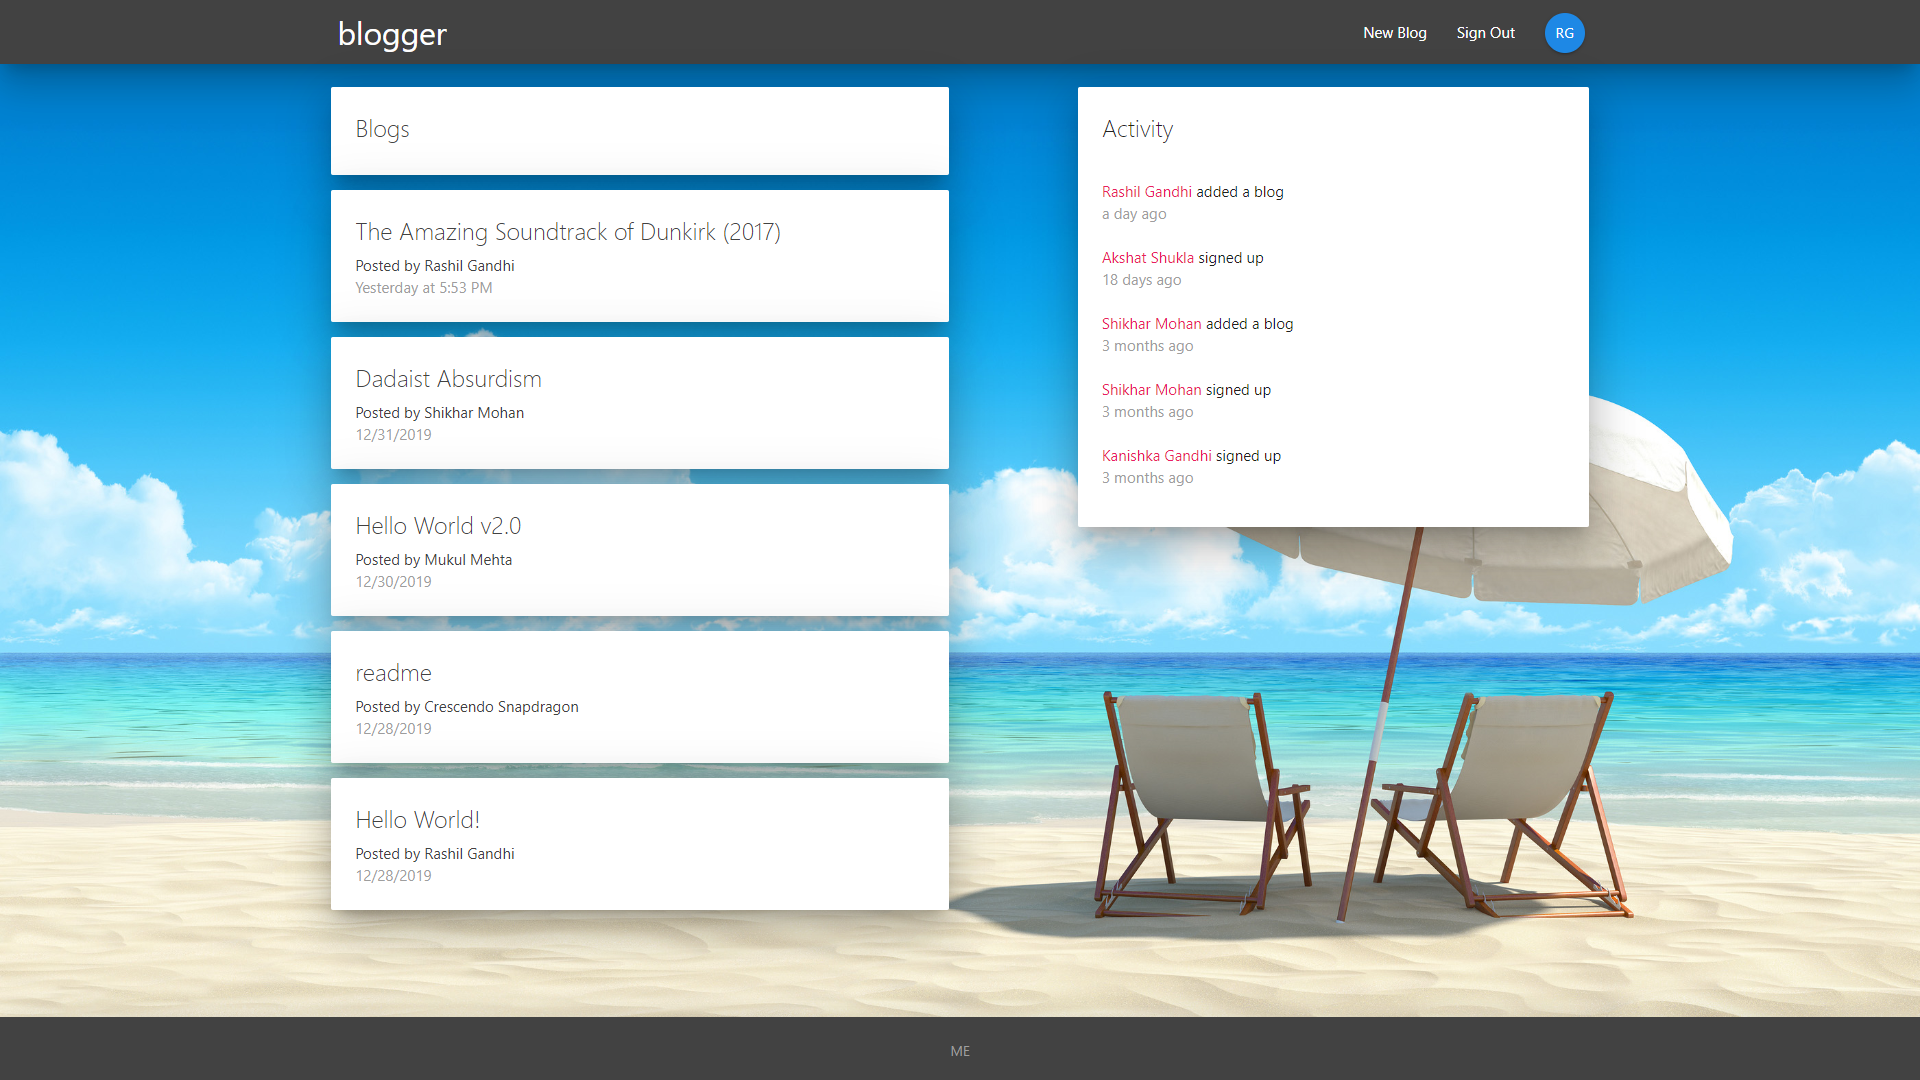 blogger
New Blog
Sign Out
RG
Blogs
The Amazing Soundtrack of Dunkirk (2017)
Posted by Rashil Gandhi
Yesterday at 5:53 PM
Dadaist Absurdism
Posted by Shikhar Mohan
12/31/2019
Hello World v2.0
Posted by Mukul Mehta
12/30/2019
readme
Posted by Crescendo Snapdragon
12/28/2019
Hello World!
Posted by Rashil Gandhi
12/28/2019
Activity
Rashil Gandhi added a blog
a day ago
Akshat Shukla signed up
18 days ago
Shikhar Mohan added a blog
3 months ago
Shikhar Mohan signed up
3 months ago
Kanishka Gandhi signed up
3 months ago
ME